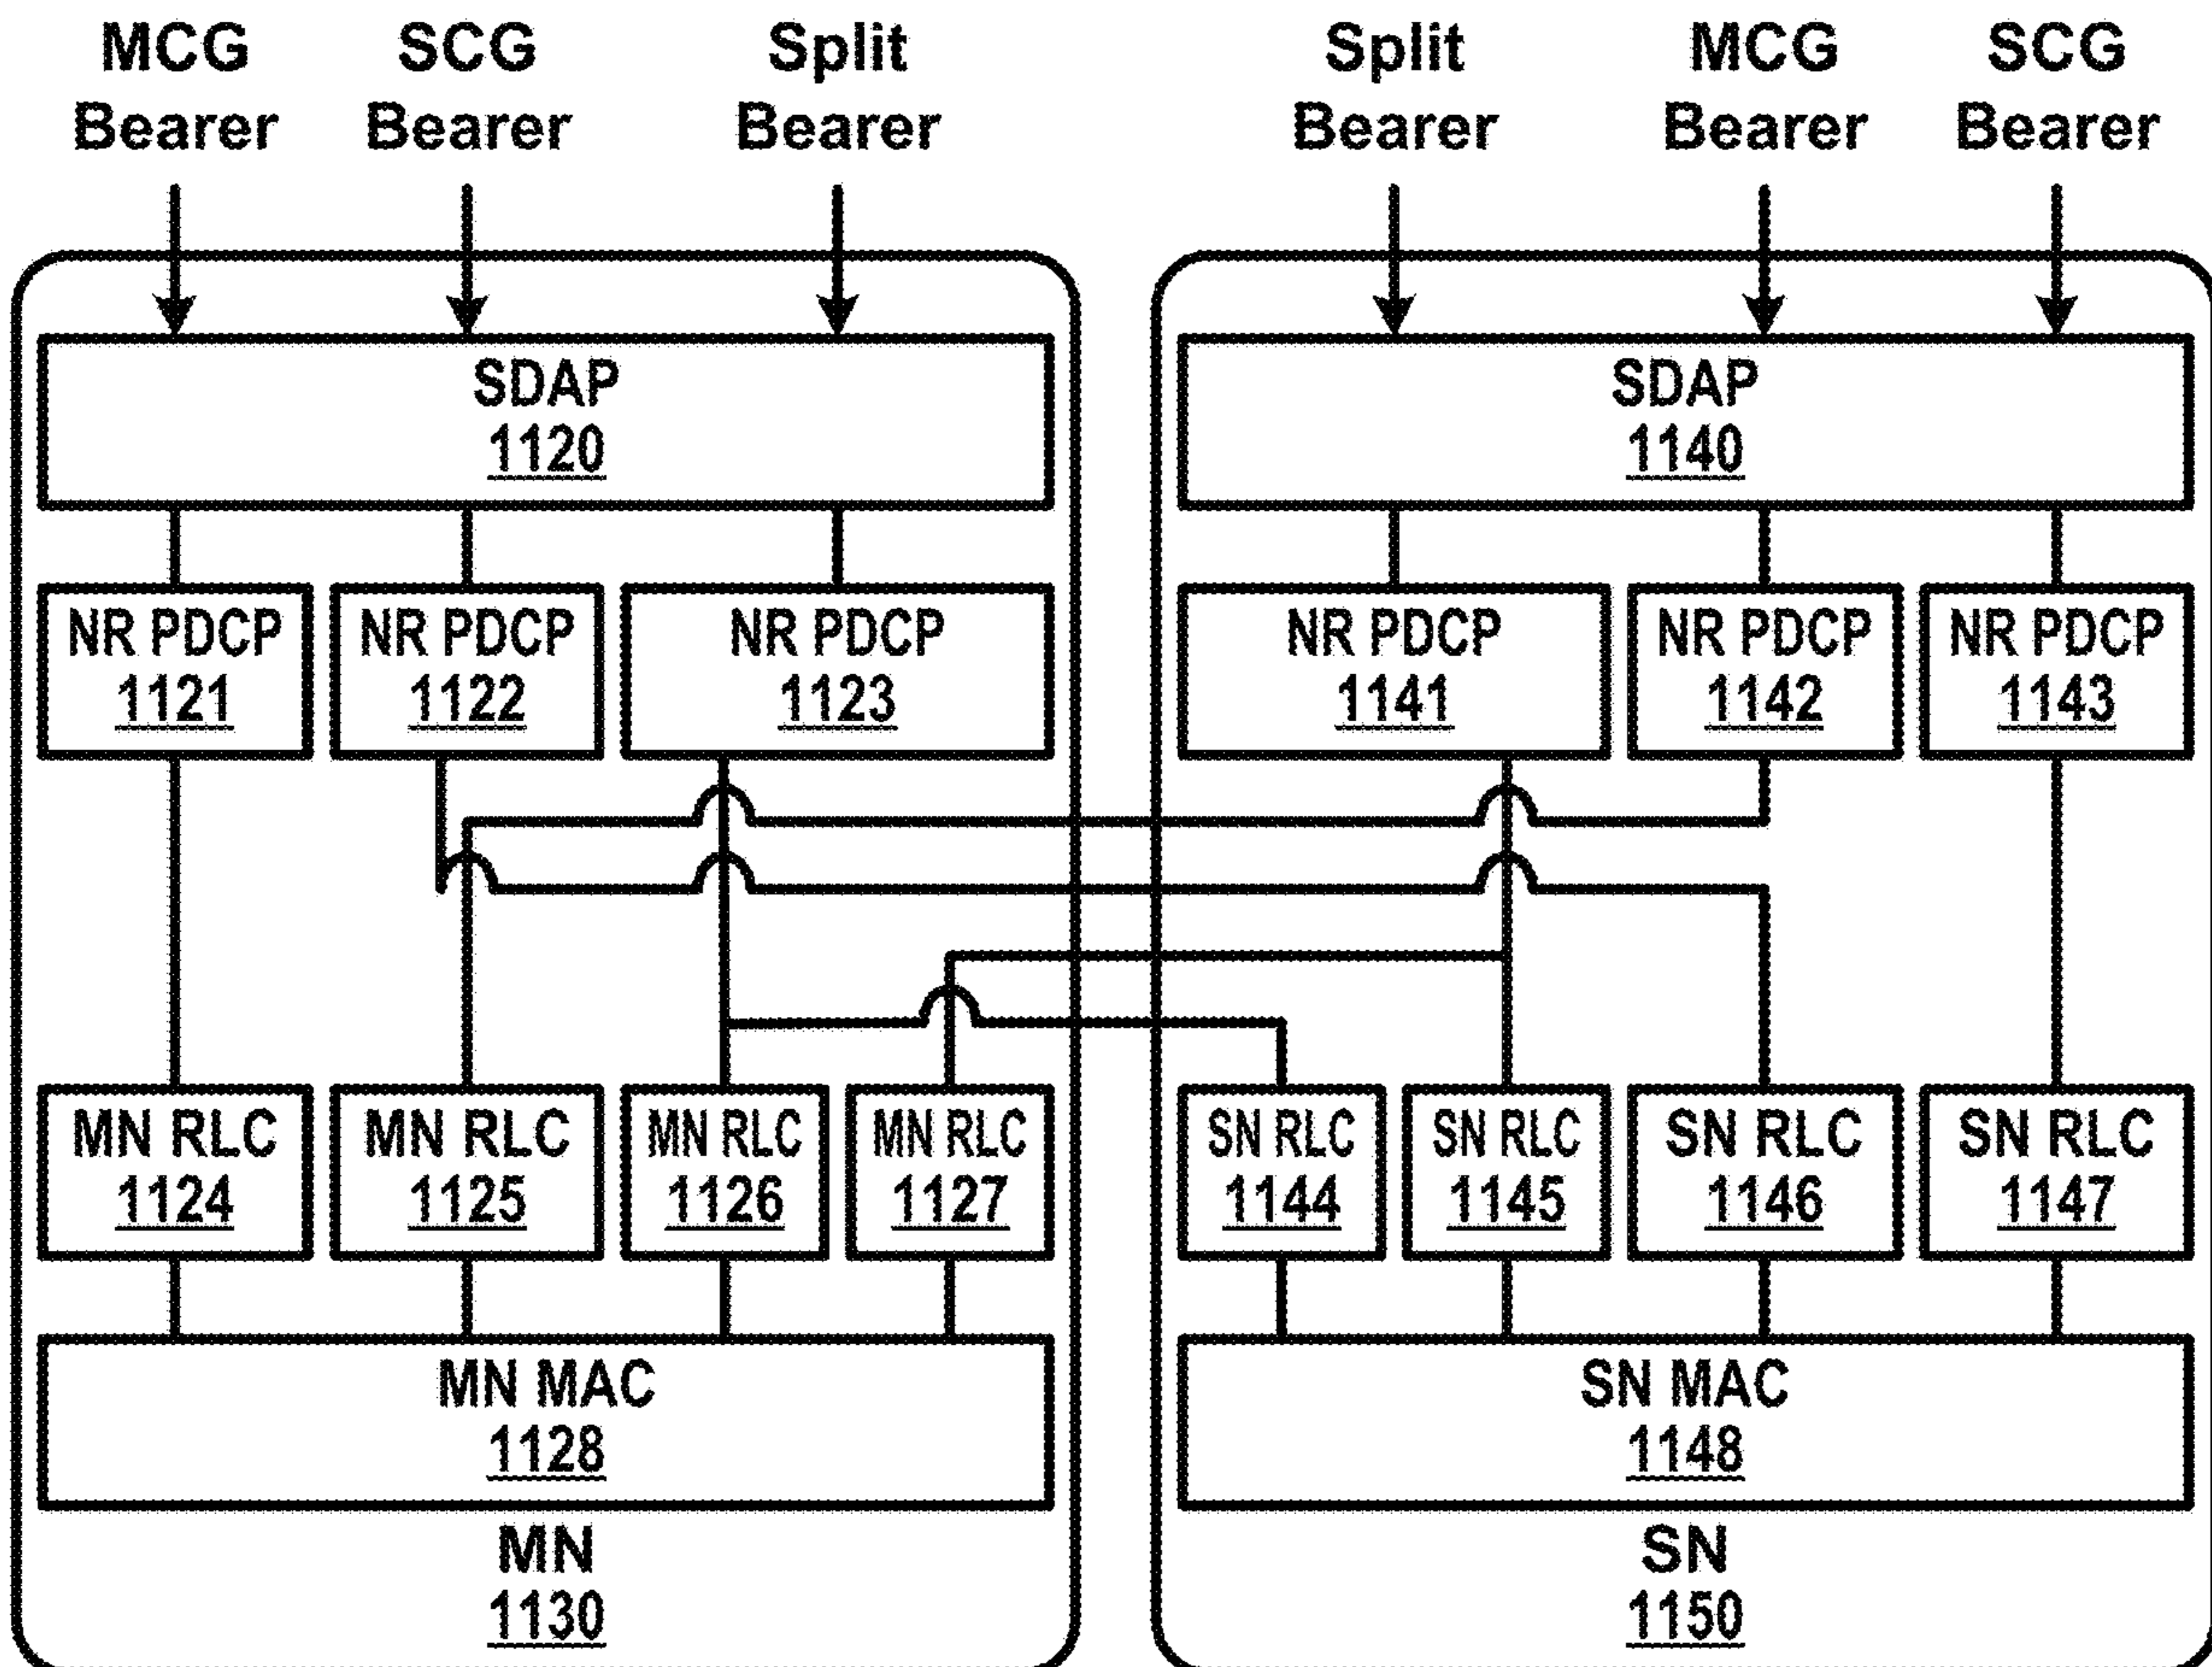 MCG
Bearer
SCG
Bearer
Split
Bearer
Split
Bearer
MCG
Bearer
SCG
Bearer
SDAP
1120
SDAP
1140
NR PDCP
1121
NR PDCP
1122
NR PDCP
1123
NR PDCP
1141
NR PDCP
1142
NR PDCP
1143
MN RLC
1124
MN RLC
1125
MN RLC
1126
MN RLC
1127
SN RLC
1144
SN RLC
1145
SN RLC
1146
SN RLC
1147
MN MAC
1128
SN MAC
1148
MN
1130
SN
1150